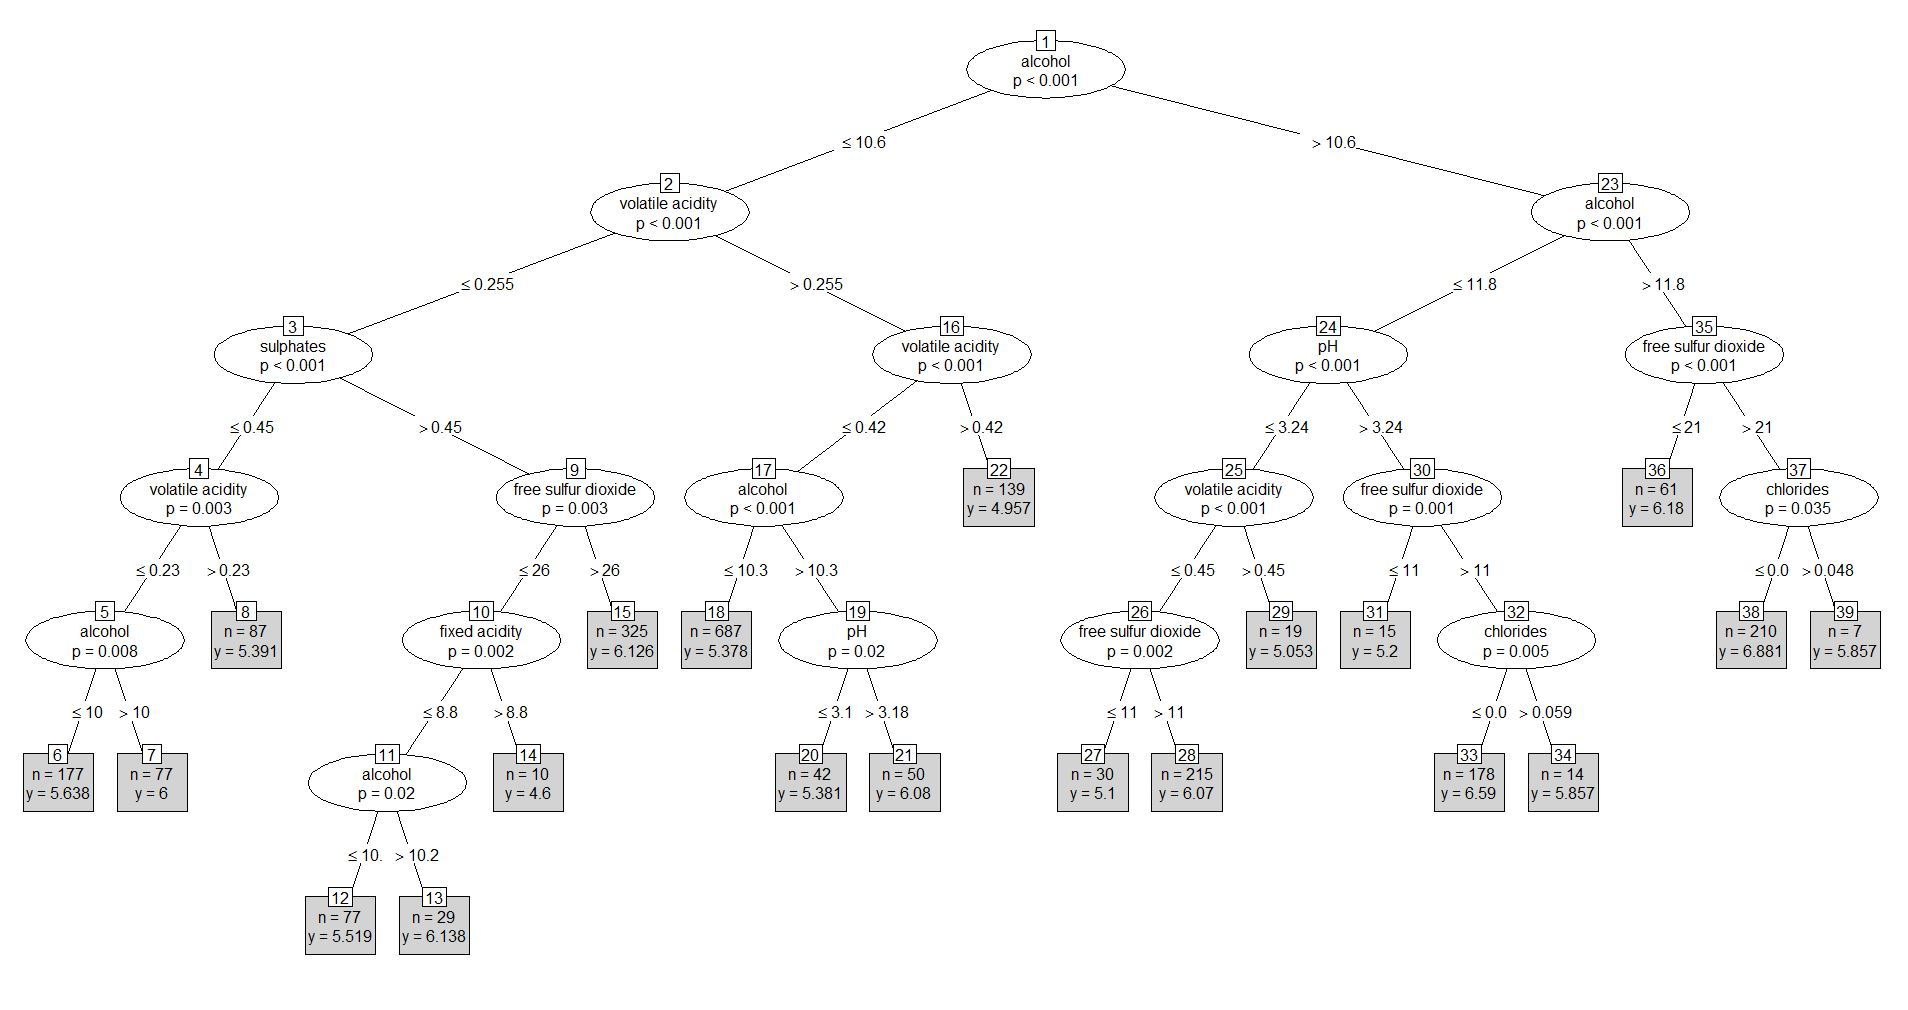 1
alcohol
p < 0.001
≤ 10.6
> 10.6
2
volatile acidity
p < 0.001
23
alcohol
p < 0.001
≤ 0.255
> 0.255
≤ 11.8
> 11.8
3
sulphates
p < 0.001
16
volatile acidity
p < 0.001
24
pH
p < 0.001
35
free sulfur dioxide
p < 0.001
≤ 0.45
> 0.45
≤ 0.42
> 0.42
≤ 3.24
> 3.24
≤ 21
> 21
4
volatile acidity
p = 0.003
9
free sulfur dioxide
p = 0.003
17
alcohol
p < 0.001
22
n = 139
y = 4.957
25
volatile acidity
p < 0.001
30
free sulfur dioxide
p = 0.001
36
n = 61
y = 6.18
37
chlorides
p = 0.035
≤ 0.23
> 0.23
≤ 26
> 26
≤ 10.3
> 10.3
≤ 0.45
> 0.45
≤ 11
> 11
≤ 0.0
> 0.048
5
alcohol
p = 0.008
8
n = 87
y = 5.391
10
fixed acidity
p = 0.002
15
n = 325
y = 6.126
18
n = 687
y = 5.378
19
pH
p = 0.02
26
free sulfur dioxide
p = 0.002
29
n = 19
y = 5.053
31
n = 15
y = 5.2
32
chlorides
p = 0.005
38
n = 210
y = 6.881
39
n = 7
y = 5.857
≤ 10
> 10
≤ 8.8
> 8.8
≤ 3.1
> 3.18
≤ 11
> 11
≤ 0.0
> 0.059
6
n = 177
y = 5.638
7
n = 77
y = 6
11
alcohol
p = 0.02
14
n = 10
y = 4.6
20
n = 42
y = 5.381
21
n = 50
y = 6.08
27
n = 30
y = 5.1
28
n = 215
y = 6.07
33
n = 178
y = 6.59
34
n = 14
y = 5.857
≤ 10.
> 10.2
12
n = 77
y = 5.519
13
n = 29
y = 6.138